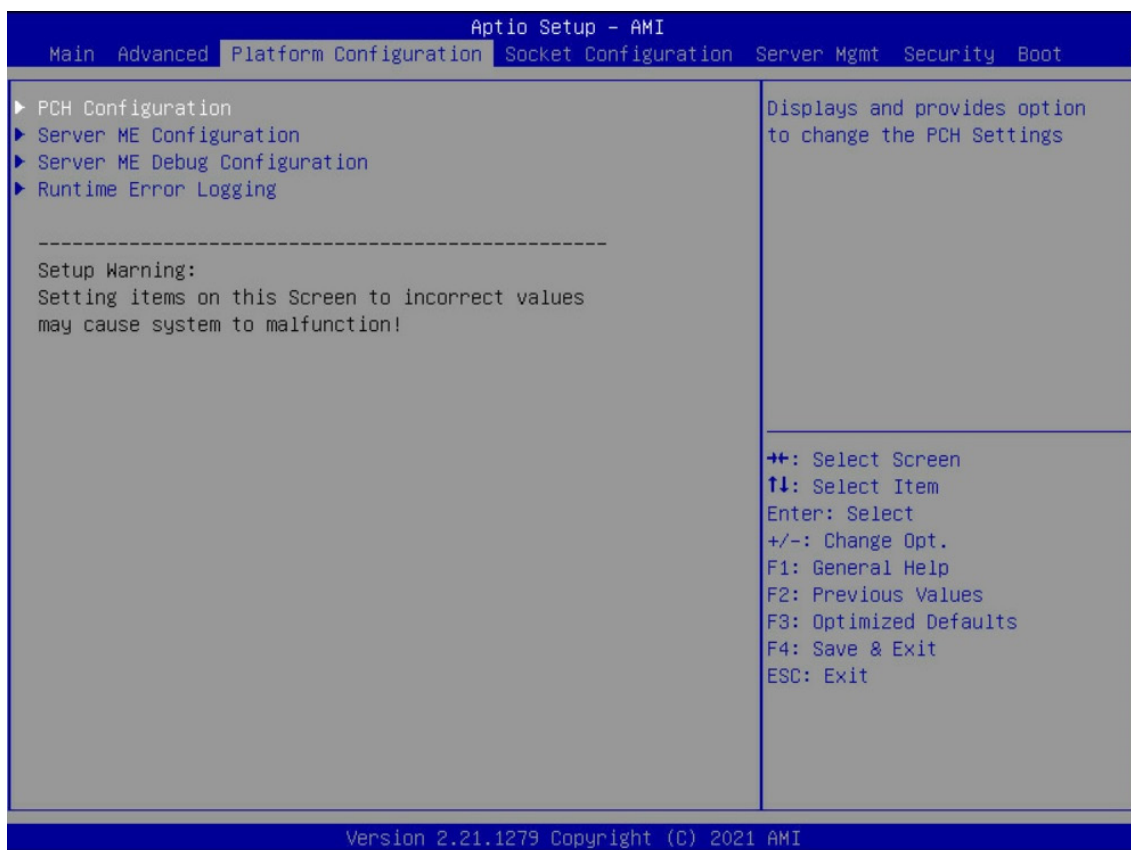 Aptio Setup – AMI
Main Advanced Platform Configuration Socket Configuration Server Mgmt Security Boot
▶ PCH Configuration
▶ Server ME Configuration
▶ Server ME Debug Configuration
▶ Runtime Error Logging
--------------------------------------------------
Setup Warning:
Setting items on this Screen to incorrect values
may cause system to malfunction!
Displays and provides option
to change the PCH Settings
→←: Select Screen
↑↓: Select Item
Enter: Select
+/-: Change Opt.
F1: General Help
F2: Previous Values
F3: Optimized Defaults
F4: Save & Exit
ESC: Exit
Version 2.21.1279 Copyright (C) 2021 AMI